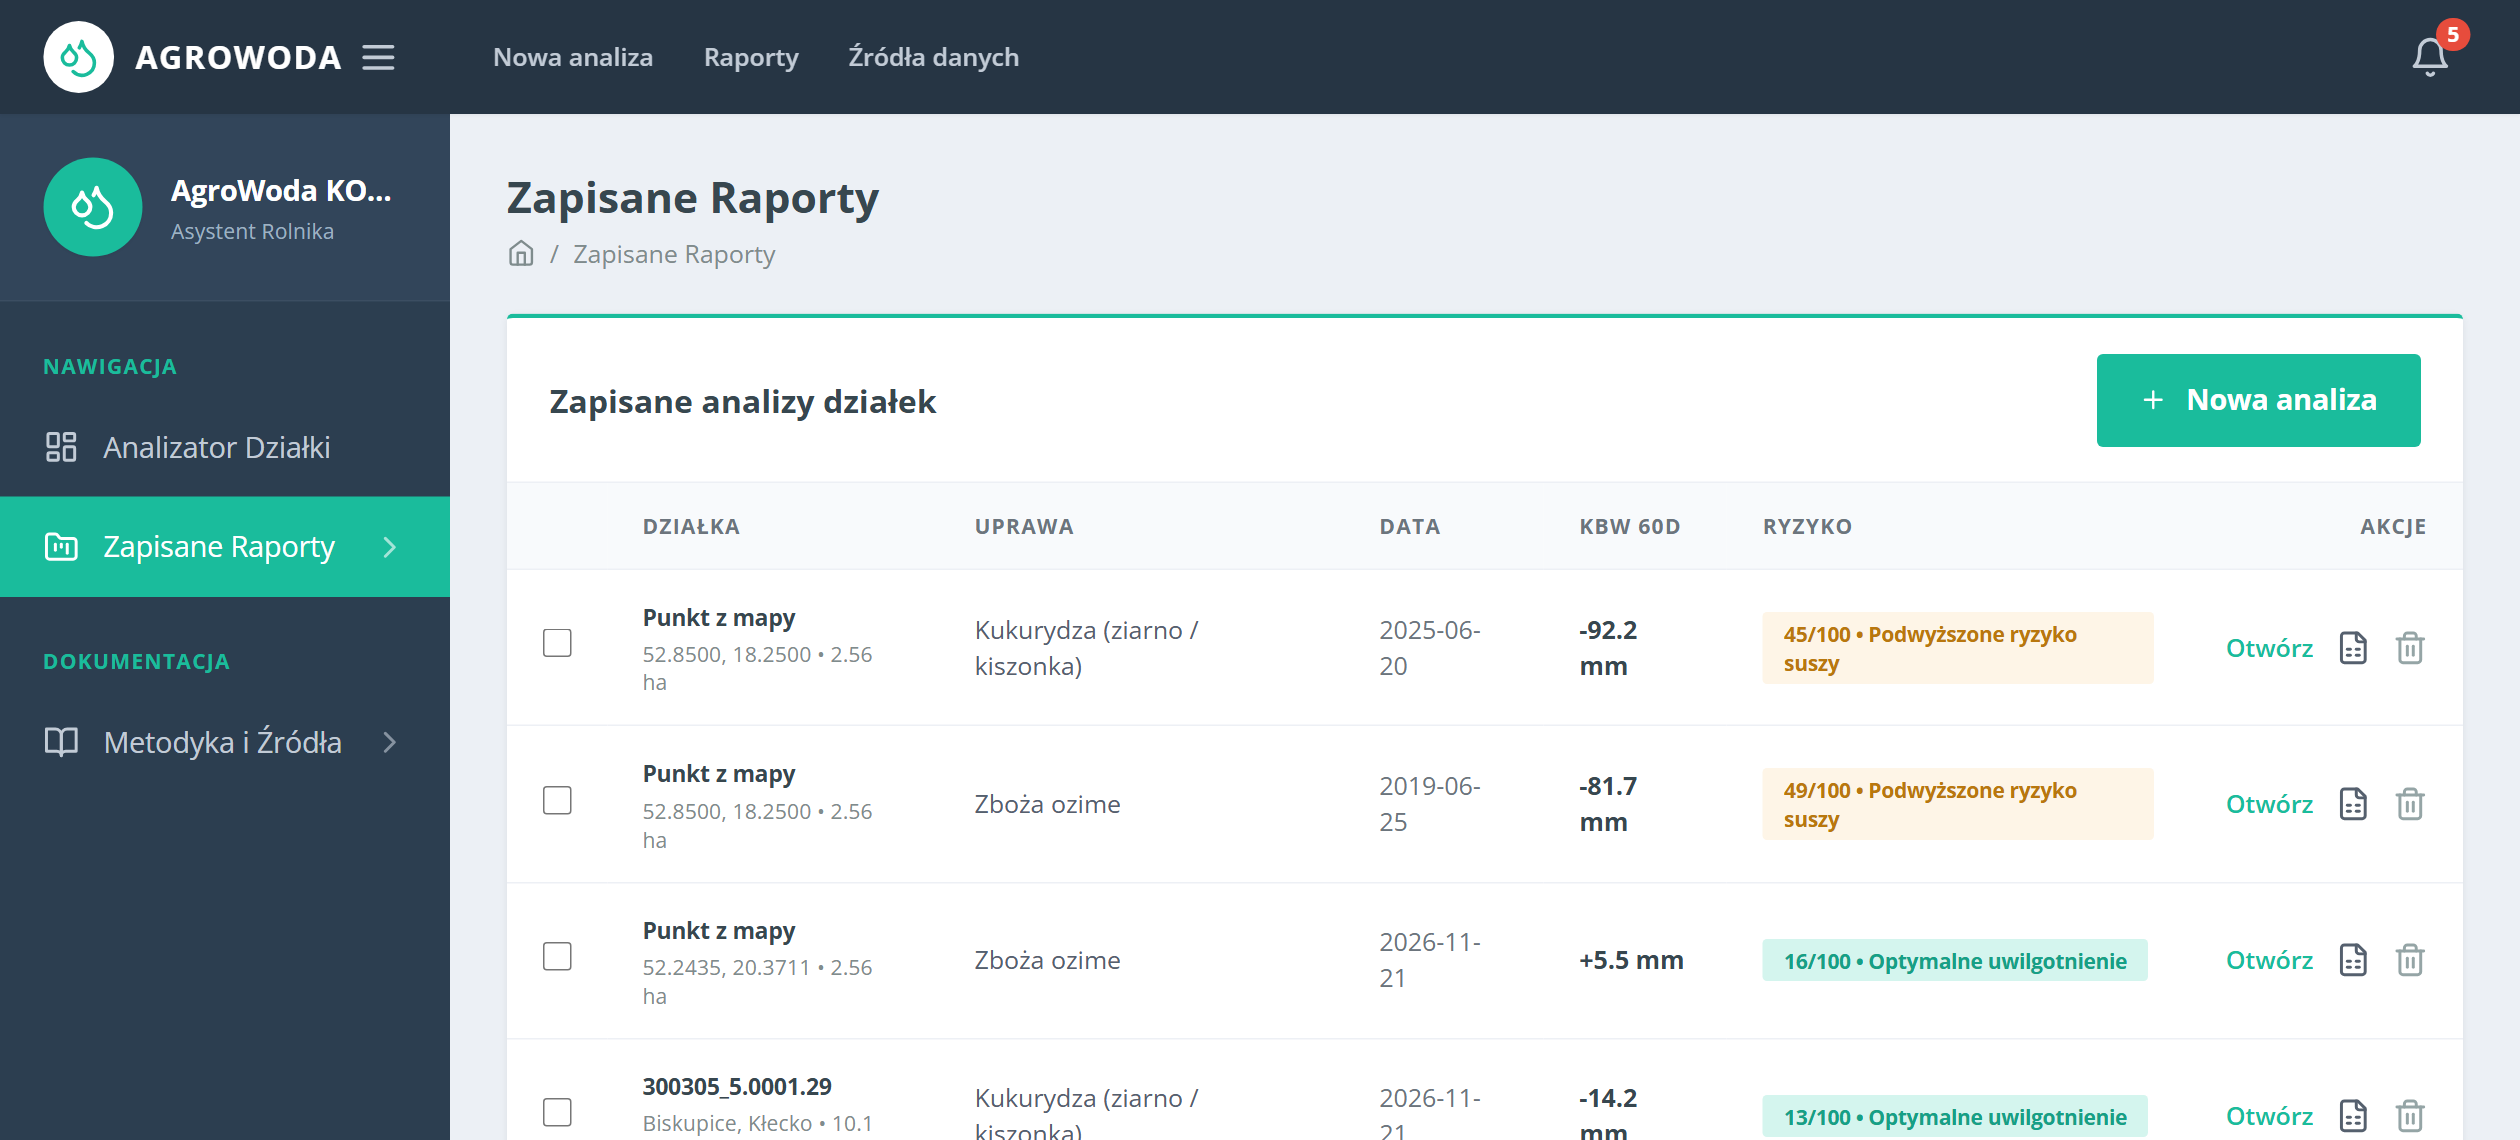 AGROWODA
Nowa analiza
Raporty
Źródła danych
5
AgroWoda KO...
Asystent Rolnika
NAWIGACJA
Analizator Działki
Zapisane Raporty
DOKUMENTACJA
Metodyka i Źródła
Zapisane Raporty
/ Zapisane Raporty
Zapisane analizy działek
+ Nowa analiza
DZIAŁKA UPRAWA DATA KBW 60D RYZYKO AKCJE
Punkt z mapy
52.8500, 18.2500 • 2.56
ha
Kukurydza (ziarno /
kiszonka)
2025-06-
20
-92.2
mm
45/100 • Podwyższone ryzyko
suszy
Otwórz
Punkt z mapy
52.8500, 18.2500 • 2.56
ha
Zboża ozime
2019-06-
25
-81.7
mm
49/100 • Podwyższone ryzyko
suszy
Otwórz
Punkt z mapy
52.2435, 20.3711 • 2.56
ha
Zboża ozime
2026-11-
21
+5.5 mm
16/100 • Optymalne uwilgotnienie
Otwórz
300305_5.0001.29
Biskupice, Kłecko • 10.1
Kukurydza (ziarno /
kiszonka)
2026-11-
21
-14.2
mm
13/100 • Optymalne uwilgotnienie
Otwórz